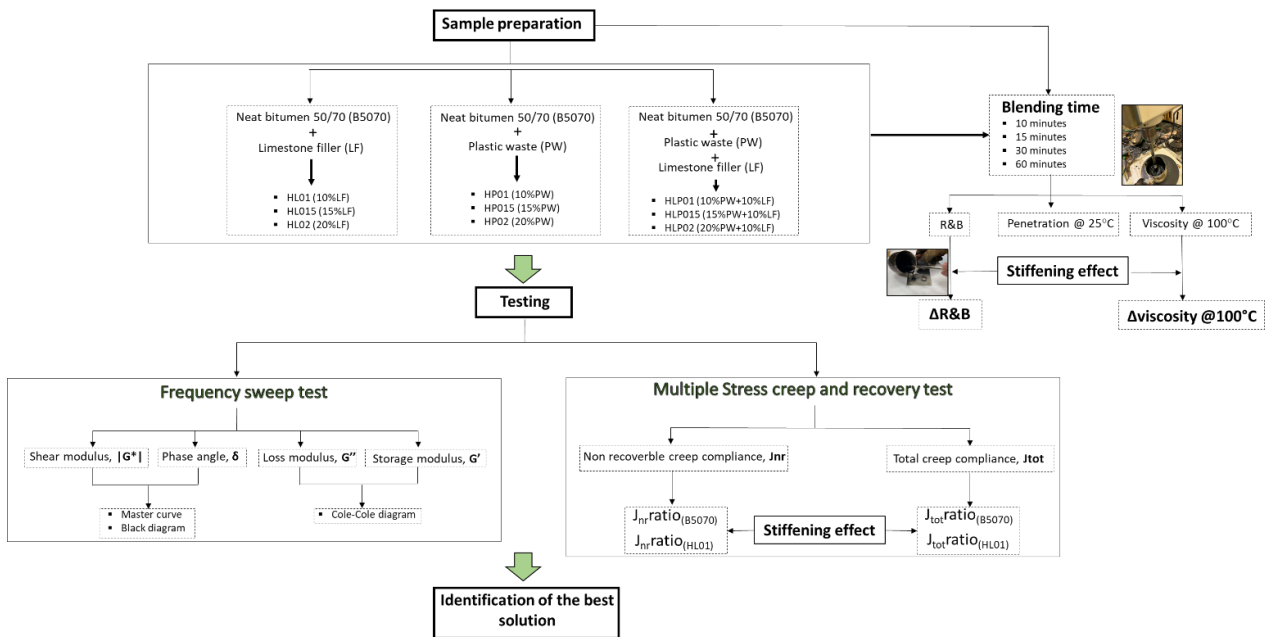 Sample preparation
Neat bitumen 50/70 (B5070)
+
Limestone filler (LF)
▪ HL01 (10%LF)
▪ HL015 (15%LF)
▪ HL02 (20%LF)
Neat bitumen 50/70 (B5070)
+
Plastic waste (PW)
▪ HP01 (10%PW)
▪ HP015 (15%PW)
▪ HP02 (20%PW)
Neat bitumen 50/70 (B5070)
+
Plastic waste (PW)
+
Limestone filler (LF)
▪ HLP01 (10%PW+10%LF)
▪ HLP015 (15%PW+10%LF)
▪ HLP02 (20%PW+10%LF)
Blending time
▪ 10 minutes
▪ 15 minutes
▪ 30 minutes
▪ 60 minutes
R&B
Penetration @ 25°C
Viscosity @ 100°C
Stiffening effect
ΔR&B
Δviscosity @100°C
Testing
Frequency sweep test
Shear modulus, |G*|
Phase angle, δ
Loss modulus, G′′
Storage modulus, G′
▪ Master curve
▪ Black diagram
▪ Cole-Cole diagram
Multiple Stress creep and recovery test
Non recoverble creep compliance, Jnr
Total creep compliance, Jtot
Jnrratio(B5070)
Jnrratio(HL01)
Stiffening effect
Jtotratio(B5070)
Jtotratio(HL01)
Identification of the best
solution